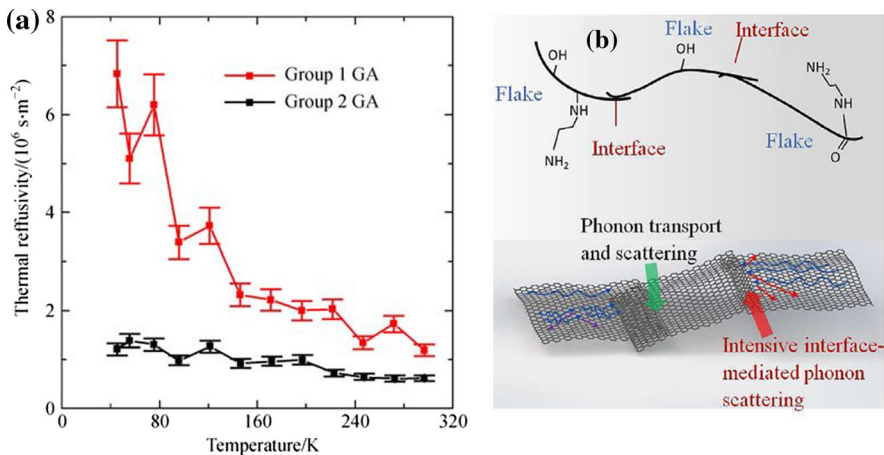 (a)
8
6
4
2
0
Thermal reffusivity/(10⁶ s·m⁻²)
Group 1 GA
Group 2 GA
0 80 160 240 320
Temperature/K
(b)
Flake
OH
Interface
OH
Flake
NH₂
NH
NH
NH₂
Interface
Flake
O
Phonon transport
and scattering
Intensive interface-
mediated phonon
scattering